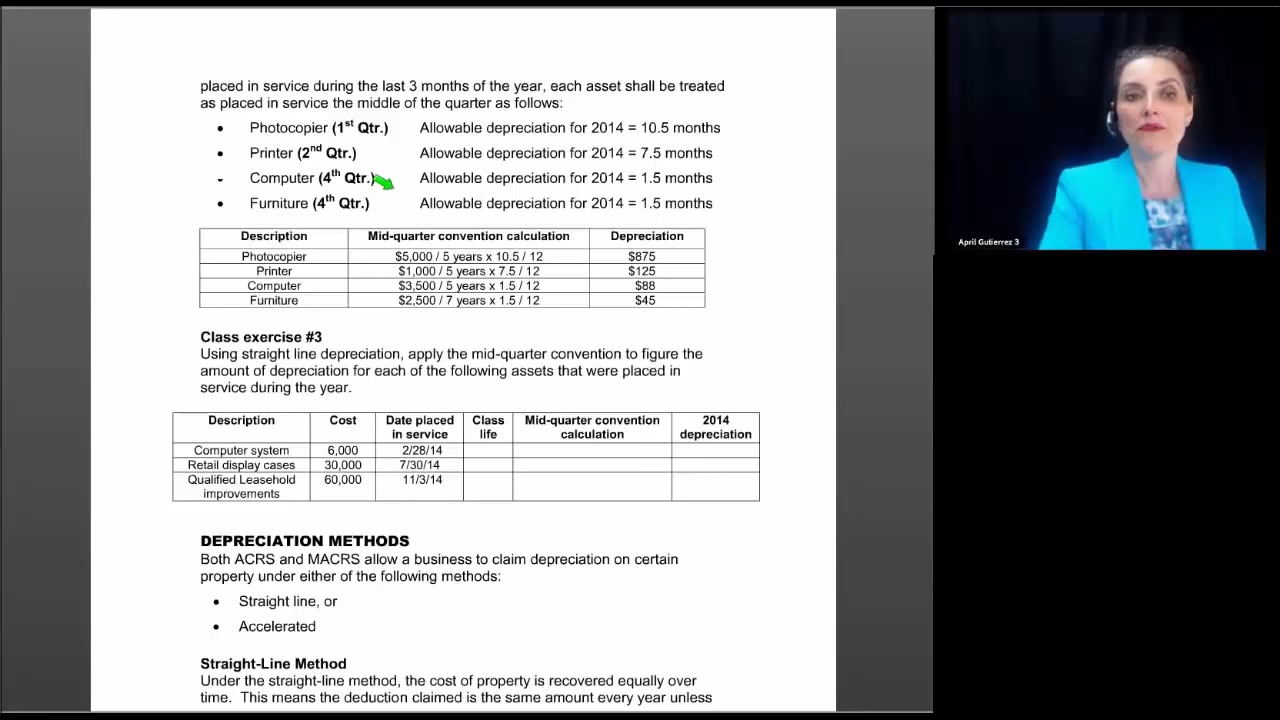 placed in service during the last 3 months of the year, each asset shall be treated
as placed in service the middle of the quarter as follows:
• Photocopier (1st Qtr.) Allowable depreciation for 2014 = 10.5 months
• Printer (2nd Qtr.) Allowable depreciation for 2014 = 7.5 months
• Computer (4th Qtr.) Allowable depreciation for 2014 = 1.5 months
• Furniture (4th Qtr.) Allowable depreciation for 2014 = 1.5 months
Description Mid-quarter convention calculation Depreciation
Photocopier $5,000 / 5 years x 10.5 / 12 $875
Printer $1,000 / 5 years x 7.5 / 12 $125
Computer $3,500 / 5 years x 1.5 / 12 $88
Furniture $2,500 / 7 years x 1.5 / 12 $45
Class exercise #3
Using straight line depreciation, apply the mid-quarter convention to figure the
amount of depreciation for each of the following assets that were placed in
service during the year.
Description Cost Date placed Class Mid-quarter convention 2014
in service life calculation depreciation
Computer system 6,000 2/28/14
Retail display cases 30,000 7/30/14
Qualified Leasehold 60,000 11/3/14
improvements
DEPRECIATION METHODS
Both ACRS and MACRS allow a business to claim depreciation on certain
property under either of the following methods:
• Straight line, or
• Accelerated
Straight-Line Method
Under the straight-line method, the cost of property is recovered equally over
time. This means the deduction claimed is the same amount every year unless
April Gutierrez 3